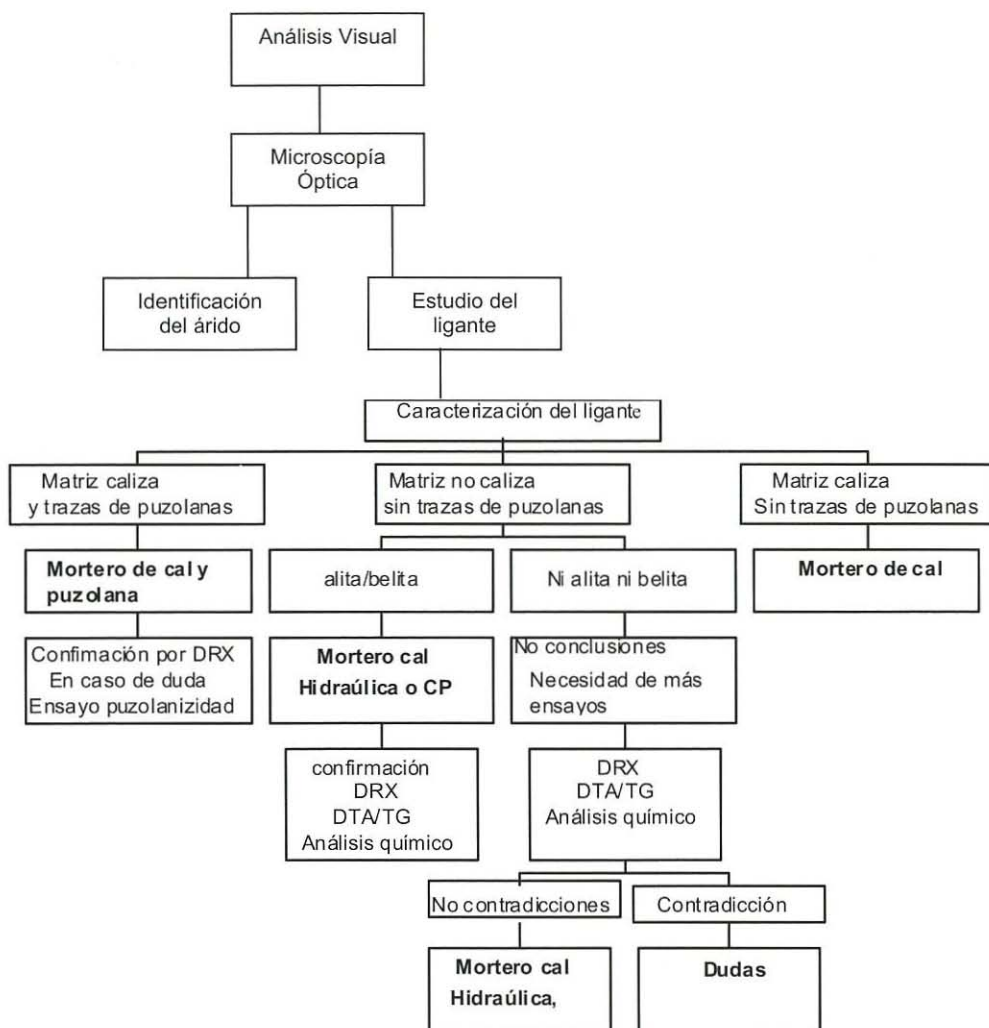 Análisis Visual
Microscopía
Óptica
Identificación
del árido
Estudio del
ligante
Caracterización del ligante
Matriz caliza
y trazas de puzolanas
Matriz no caliza
sin trazas de puzolanas
Matriz caliza
Sin trazas de puzolanas
Mortero de cal y
puzolana
alita/belita
Ni alita ni belita
Mortero de cal
Confimación por DRX
En caso de duda
Ensayo puzolanizidad
Mortero cal
Hidraúlica o CP
No conclusiones
Necesidad de más
ensayos
confirmación
DRX
DTA/TG
Análisis químico
DRX
DTA/TG
Análisis químico
No contradicciones
Contradicción
Mortero cal
Hidraúlica,
Dudas